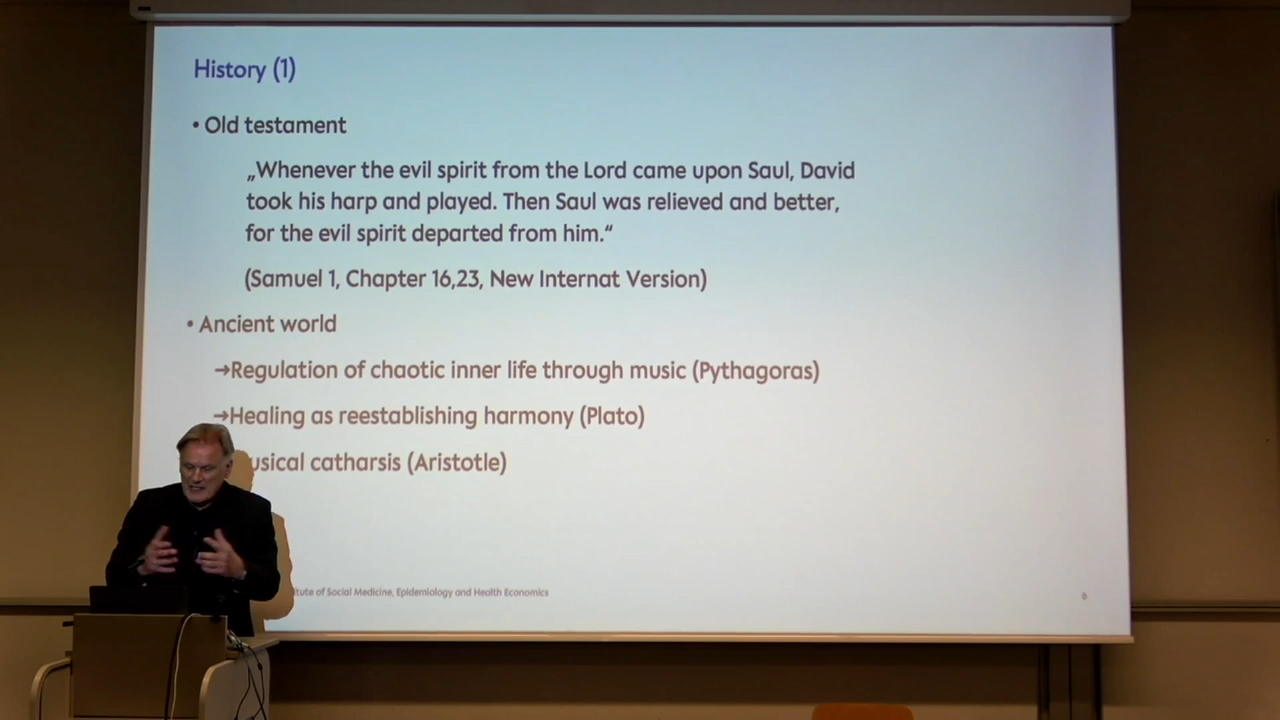 History (1)
• Old testament
„Whenever the evil spirit from the Lord came upon Saul, David
took his harp and played. Then Saul was relieved and better,
for the evil spirit departed from him.“
(Samuel 1, Chapter 16,23, New Internat Version)
• Ancient world
→Regulation of chaotic inner life through music (Pythagoras)
→Healing as reestablishing harmony (Plato)
catharsis (Aristotle)
of Social Medicine, Epidemiology and Health Economics